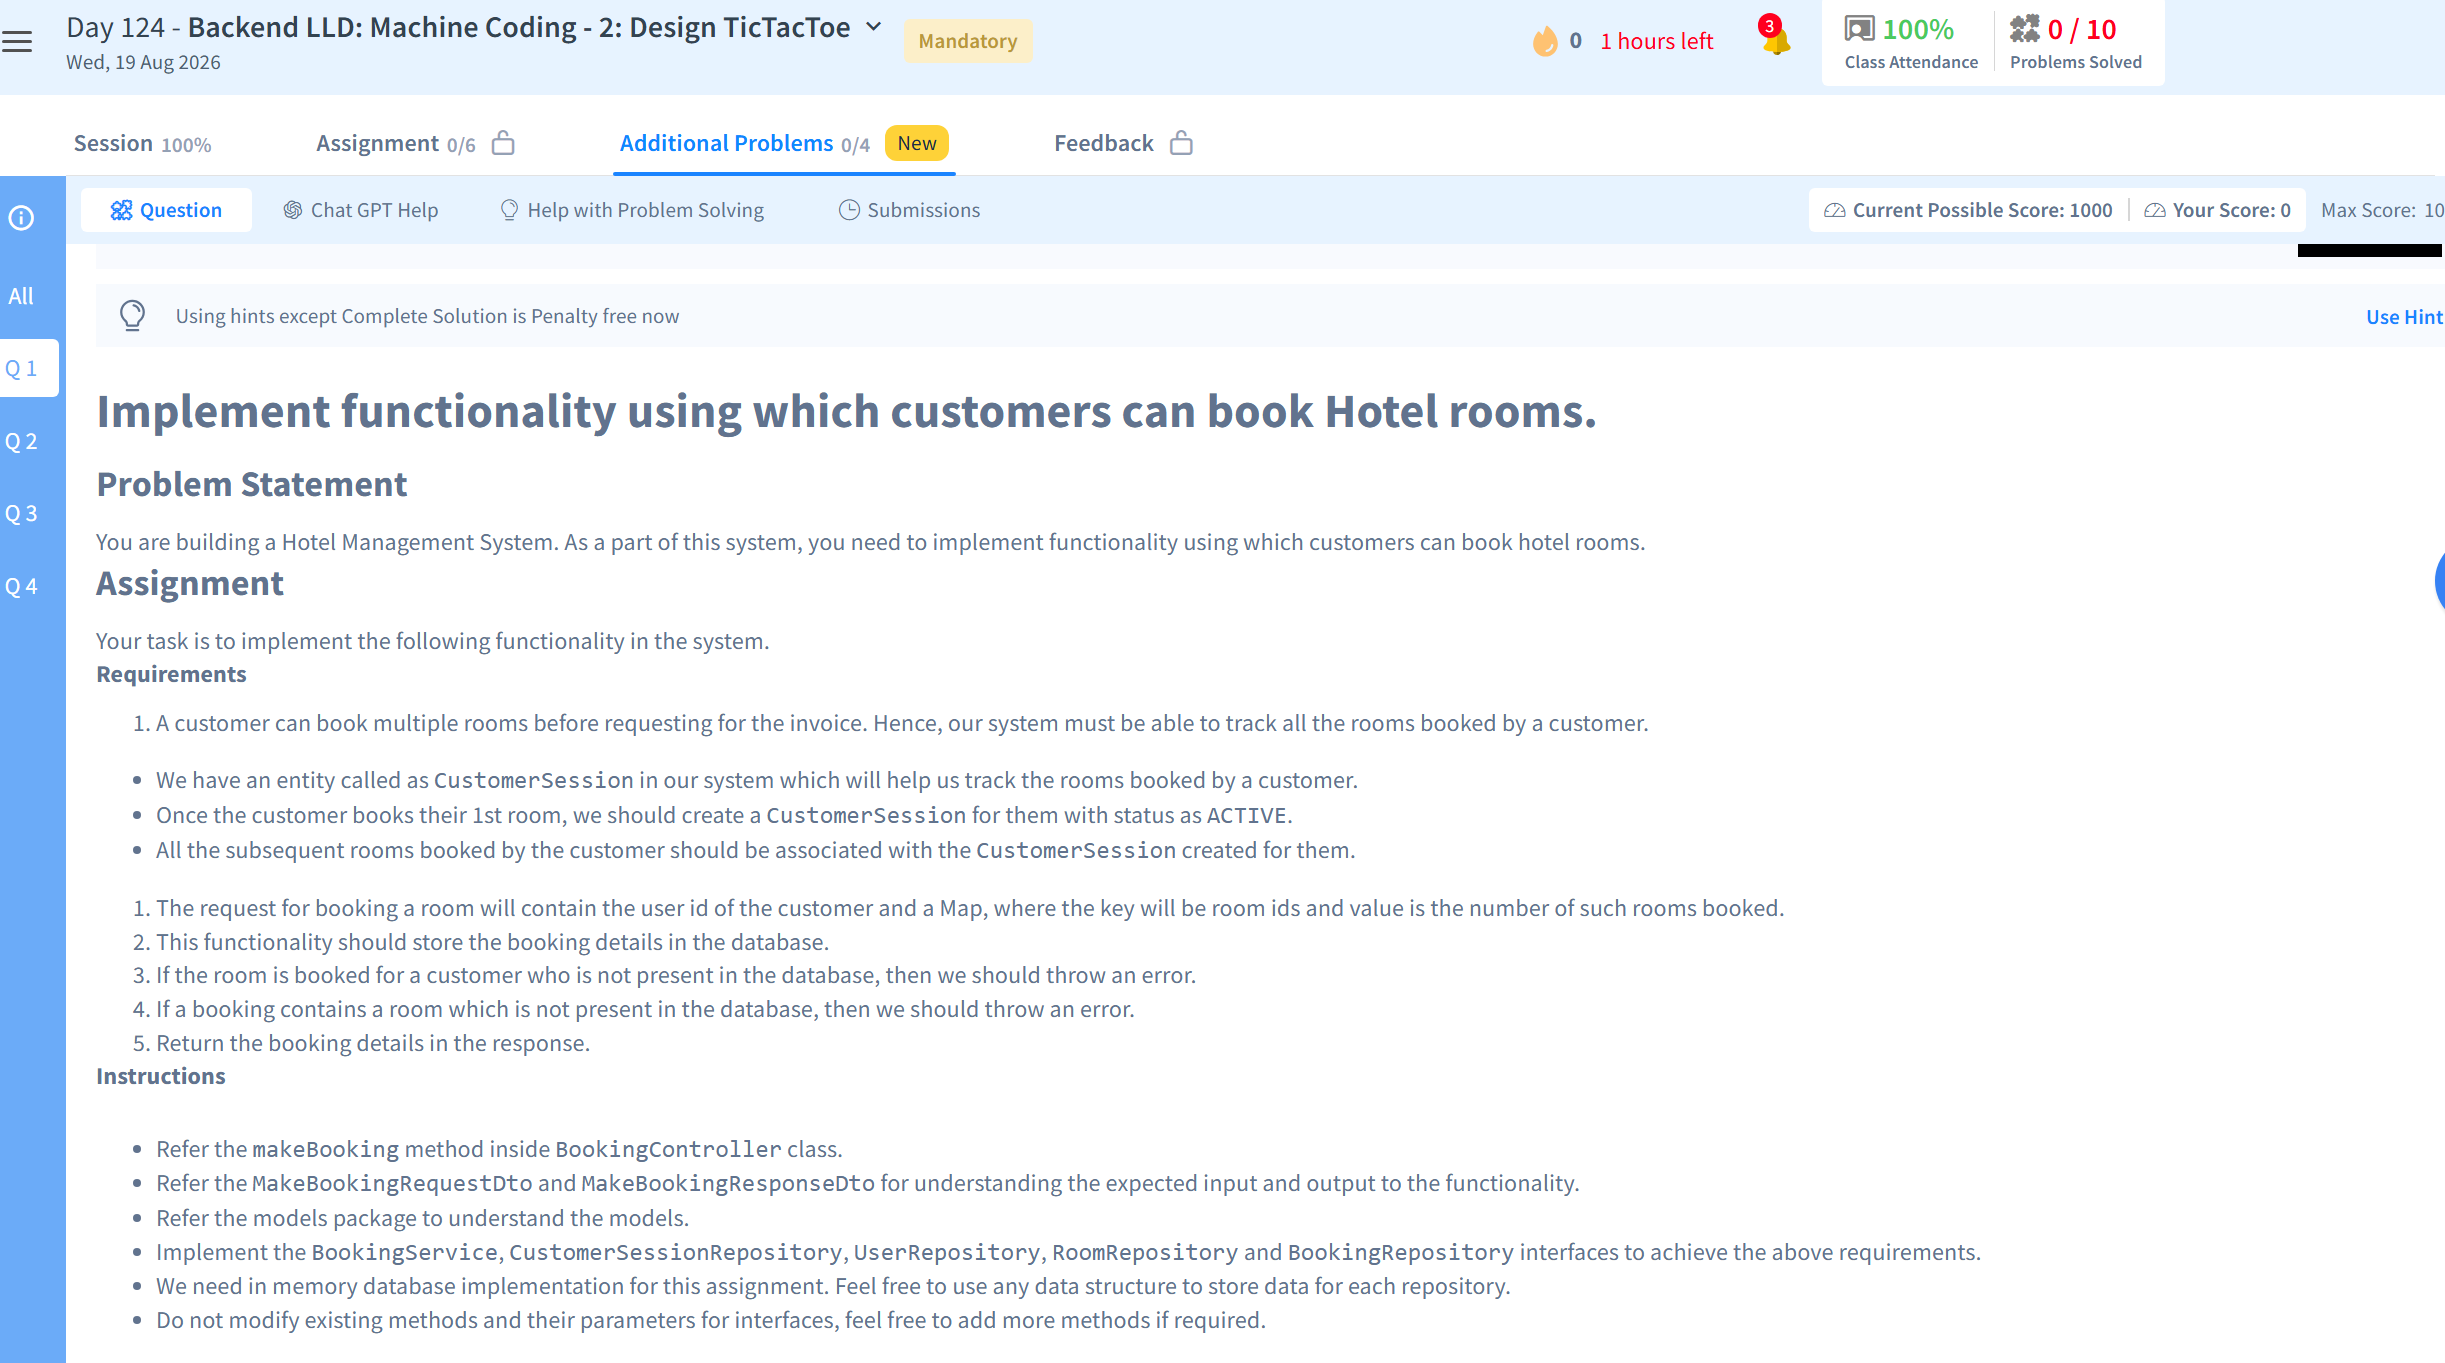 Day 124 - Backend LLD: Machine Coding - 2: Design TicTacToe
Mandatory
Wed, 19 Aug 2026
0
1 hours left
3
100%
Class Attendance
0 / 10
Problems Solved
Session 100%
Assignment 0/6
Additional Problems 0/4
New
Feedback
Question
Chat GPT Help
Help with Problem Solving
Submissions
Current Possible Score: 1000
Your Score: 0
Max Score: 10
All
Q 1
Q 2
Q 3
Q 4
Using hints except Complete Solution is Penalty free now
Use Hint
Implement functionality using which customers can book Hotel rooms.
Problem Statement
You are building a Hotel Management System. As a part of this system, you need to implement functionality using which customers can book hotel rooms.
Assignment
Your task is to implement the following functionality in the system.
Requirements
1. A customer can book multiple rooms before requesting for the invoice. Hence, our system must be able to track all the rooms booked by a customer.
• We have an entity called as CustomerSession in our system which will help us track the rooms booked by a customer.
• Once the customer books their 1st room, we should create a CustomerSession for them with status as ACTIVE.
• All the subsequent rooms booked by the customer should be associated with the CustomerSession created for them.
1. The request for booking a room will contain the user id of the customer and a Map, where the key will be room ids and value is the number of such rooms booked.
2. This functionality should store the booking details in the database.
3. If the room is booked for a customer who is not present in the database, then we should throw an error.
4. If a booking contains a room which is not present in the database, then we should throw an error.
5. Return the booking details in the response.
Instructions
• Refer the makeBooking method inside BookingController class.
• Refer the MakeBookingRequestDto and MakeBookingResponseDto for understanding the expected input and output to the functionality.
• Refer the models package to understand the models.
• Implement the BookingService, CustomerSessionRepository, UserRepository, RoomRepository and BookingRepository interfaces to achieve the above requirements.
• We need in memory database implementation for this assignment. Feel free to use any data structure to store data for each repository.
• Do not modify existing methods and their parameters for interfaces, feel free to add more methods if required.